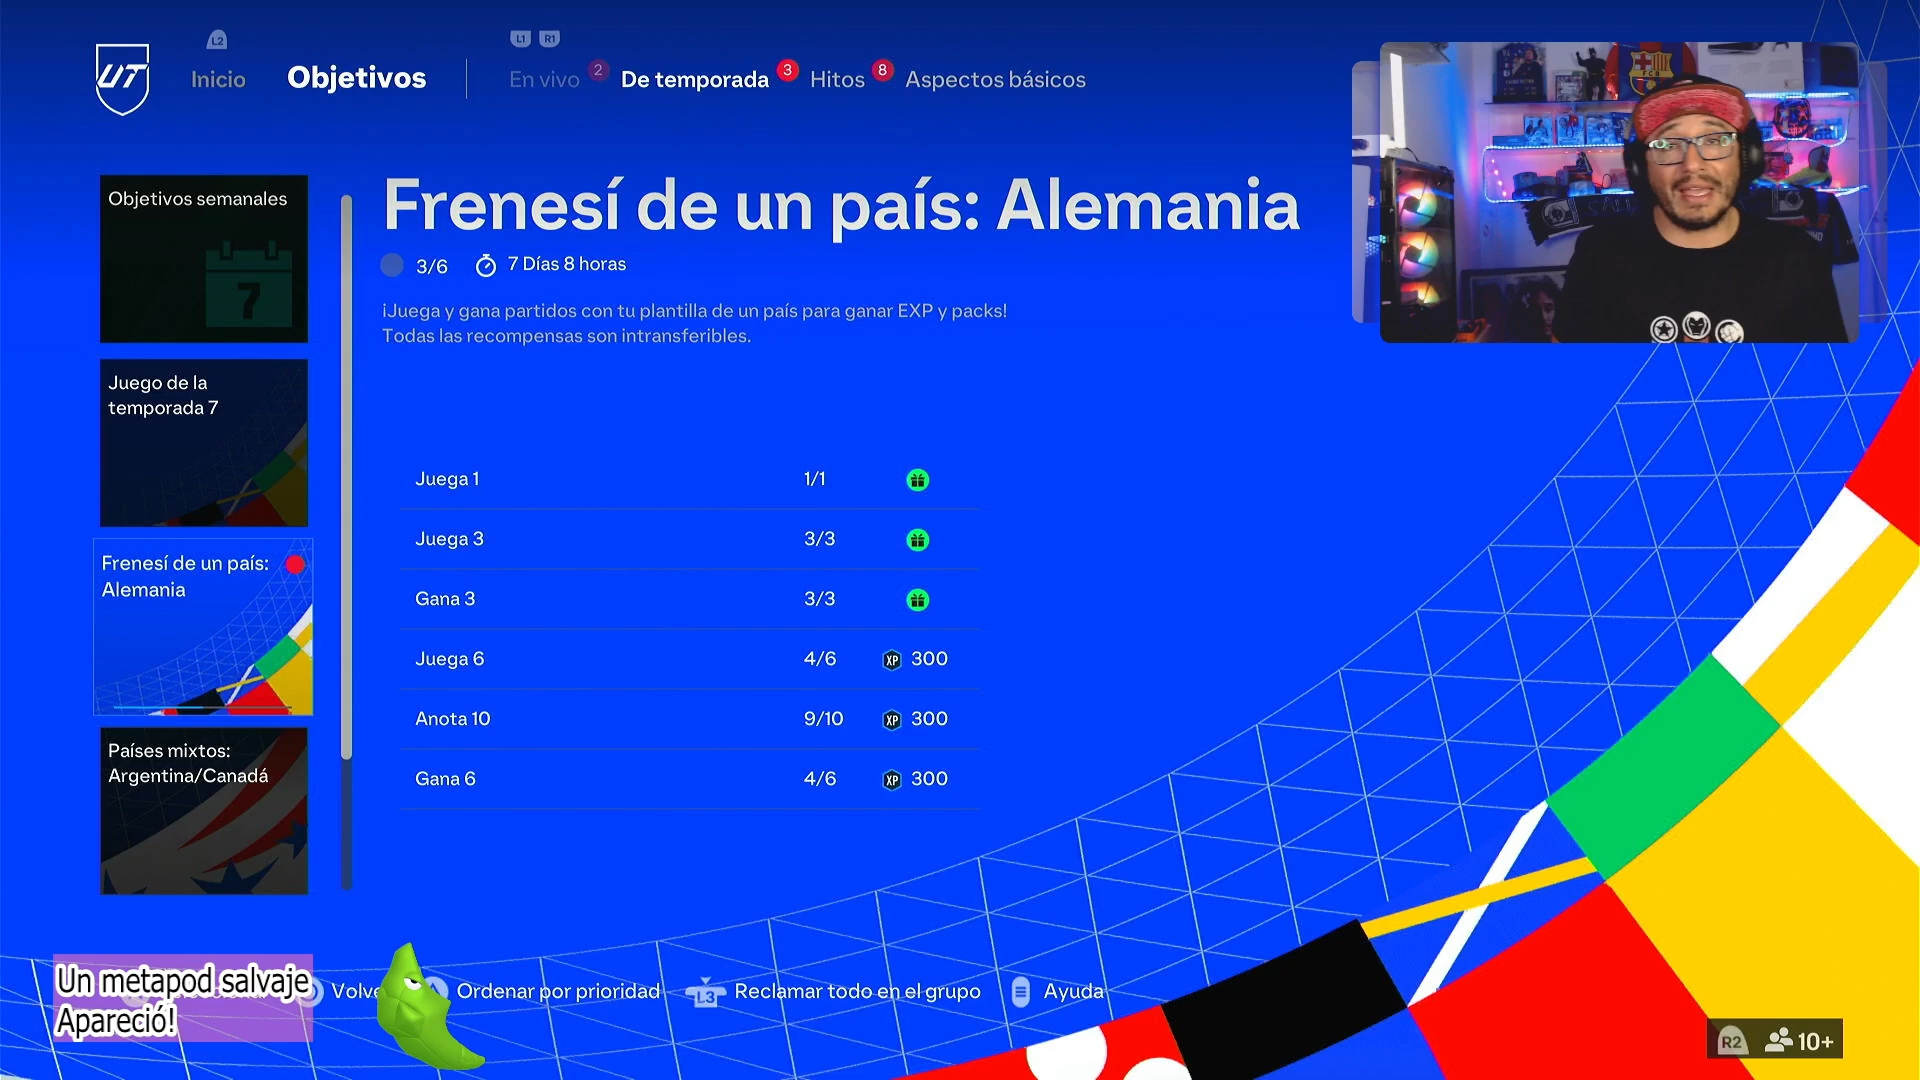 L2
L1 R1
UT
Inicio
Objetivos
En vivo 2
De temporada 3
Hitos 8
Aspectos básicos
FCB
Objetivos semanales
7
Juego de la
temporada 7
Frenesí de un país:
Alemania
Países mixtos:
Argentina/Canadá
Frenesí de un país: Alemania
3/6
7 Días 8 horas
¡Juega y gana partidos con tu plantilla de un país para ganar EXP y packs!
Todas las recompensas son intransferibles.
Juega 1 1/1
Juega 3 3/3
Gana 3 3/3
Juega 6 4/6 XP 300
Anota 10 9/10 XP 300
Gana 6 4/6 XP 300
Un metapod salvaje
Apareció!
Ordenar por prioridad
L3 Reclamar todo en el grupo
Ayuda
R2 10+